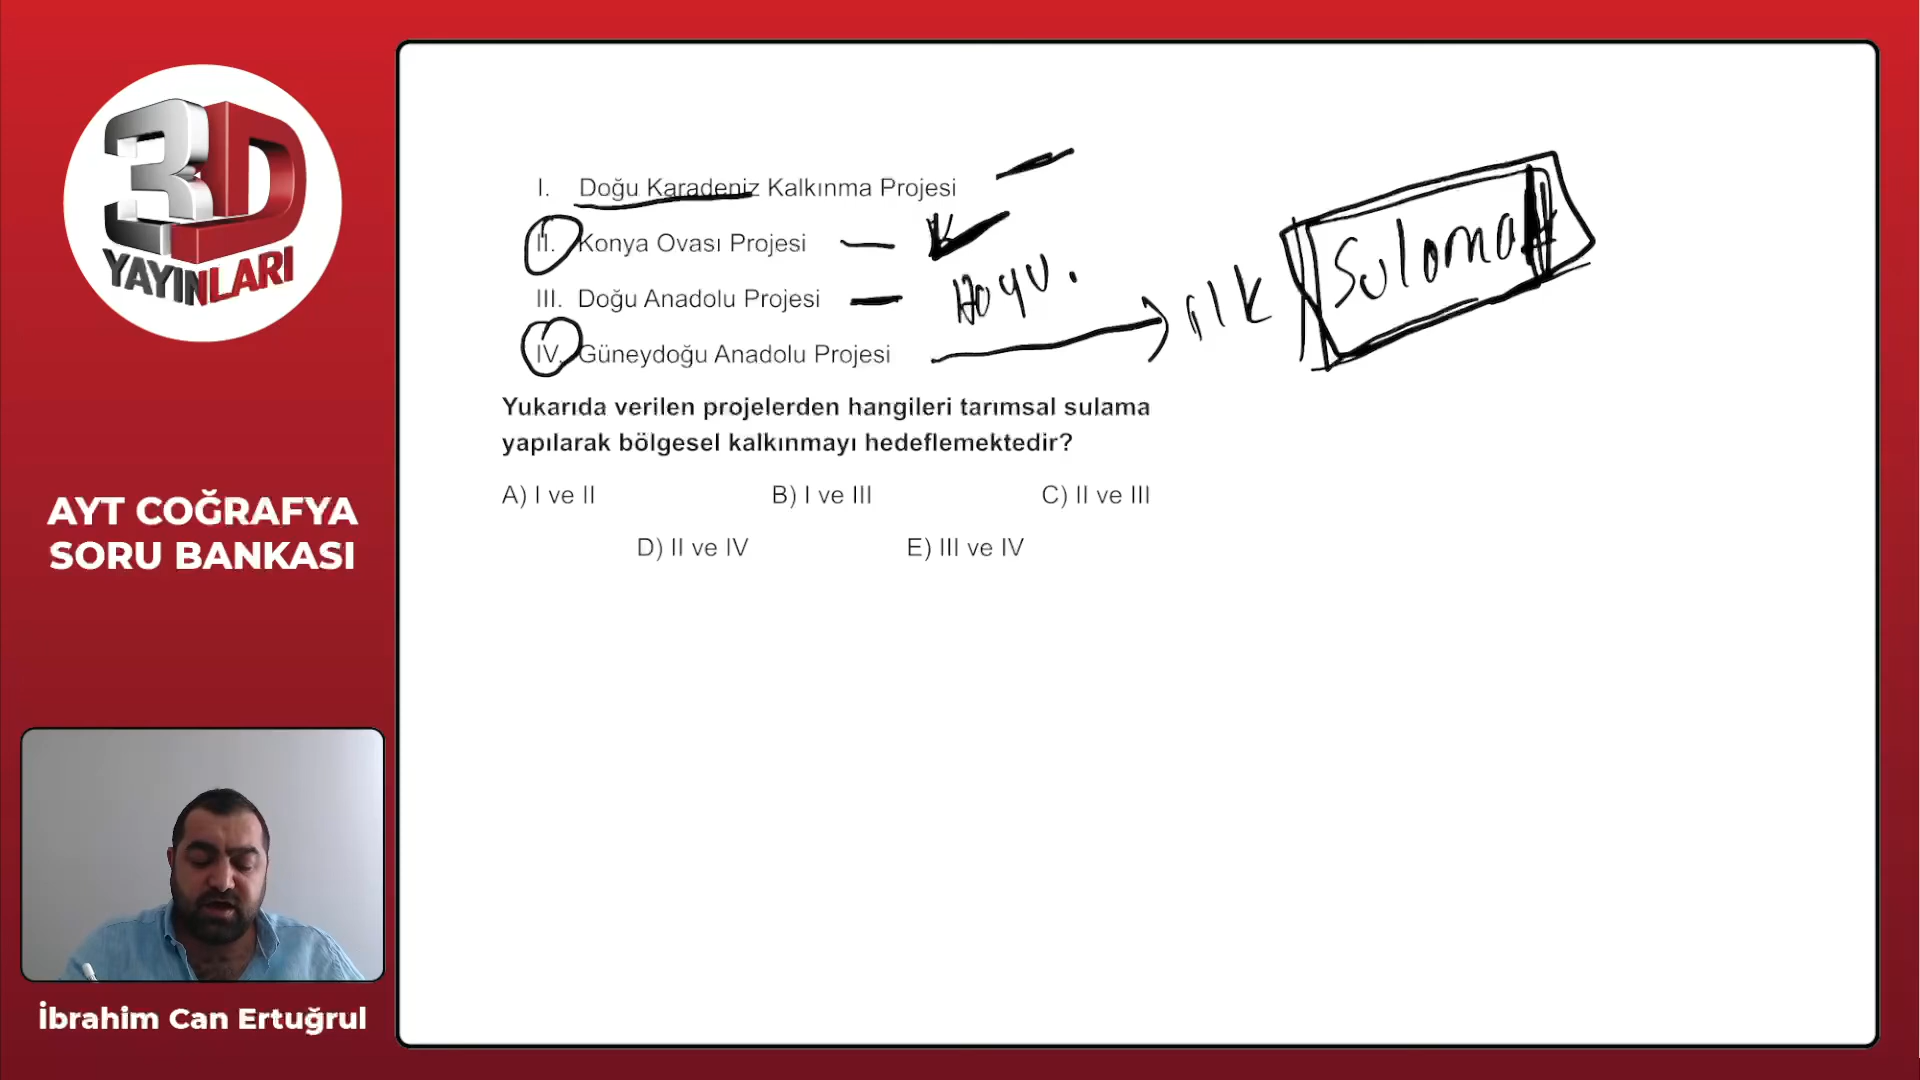 3D
YAYINLARI
AYT COĞRAFYA
SORU BANKASI
İbrahim Can Ertuğrul
I. Doğu Karadeniz Kalkınma Projesi
II. Konya Ovası Projesi
III. Doğu Anadolu Projesi
IV. Güneydoğu Anadolu Projesi
ilk
Sulama
Yukarıda verilen projelerden hangileri tarımsal sulama
yapılarak bölgesel kalkınmayı hedeflemektedir?
A) I ve II B) I ve III C) II ve III
D) II ve IV E) III ve IV